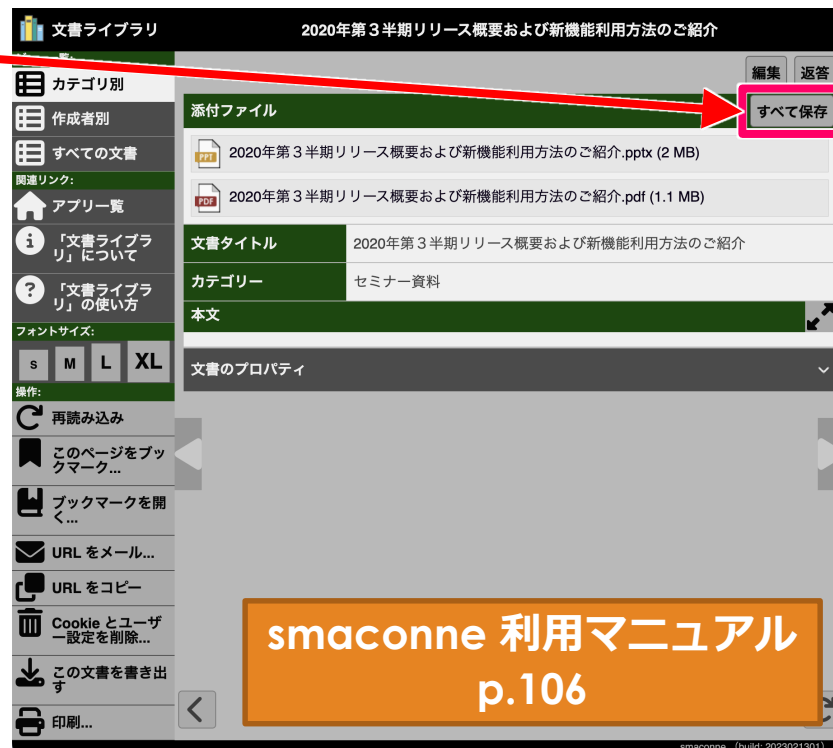 文書ライブラリ
2020年第３半期リリース概要および新機能利用方法のご紹介
カテゴリ別
作成者別
すべての文書
関連リンク:
アプリ一覧
「文書ライブラ
リ」について
「文書ライブラ
リ」の使い方
フォントサイズ:
S M L XL
操作:
再読み込み
このページをブッ
クマーク...
ブックマークを開
く...
URL をメール...
URL をコピー
Cookie とユーザ
ー設定を削除...
この文書を書き出
す
印刷...
編集 返答
添付ファイル
すべて保存
PPT 2020年第３半期リリース概要および新機能利用方法のご紹介.pptx (2 MB)
PDF 2020年第３半期リリース概要および新機能利用方法のご紹介.pdf (1.1 MB)
文書タイトル 2020年第３半期リリース概要および新機能利用方法のご紹介
カテゴリー セミナー資料
本文
文書のプロパティ
smaconne 利用マニュアル
p.106
smaconne （build: 2023021301）